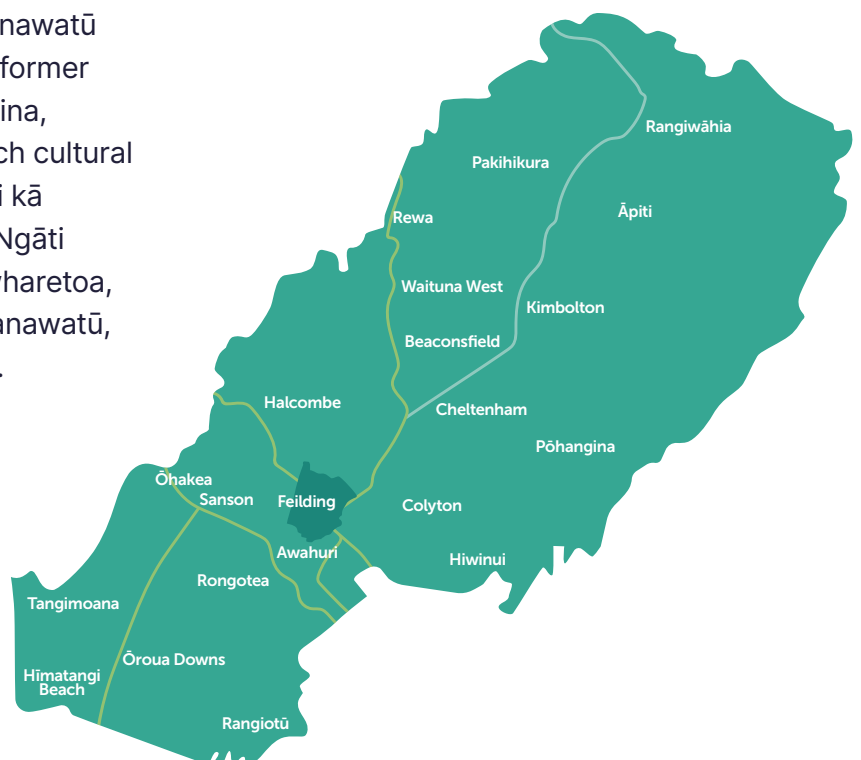 nawatū
former
ina,
ch cultural
i kā
Ngāti
wharetoa,
anawatū,
.
Rangiwāhia
Pakihikura
Āpiti
Rewa
Waituna West
Kimbolton
Beaconsfield
Halcombe
Cheltenham
Pōhangina
Ōhakea
Sanson
Feilding
Colyton
Awahuri
Hiwinui
Rongotea
Tangimoana
Ōroua Downs
Hīmatangi
Beach
Rangiotū